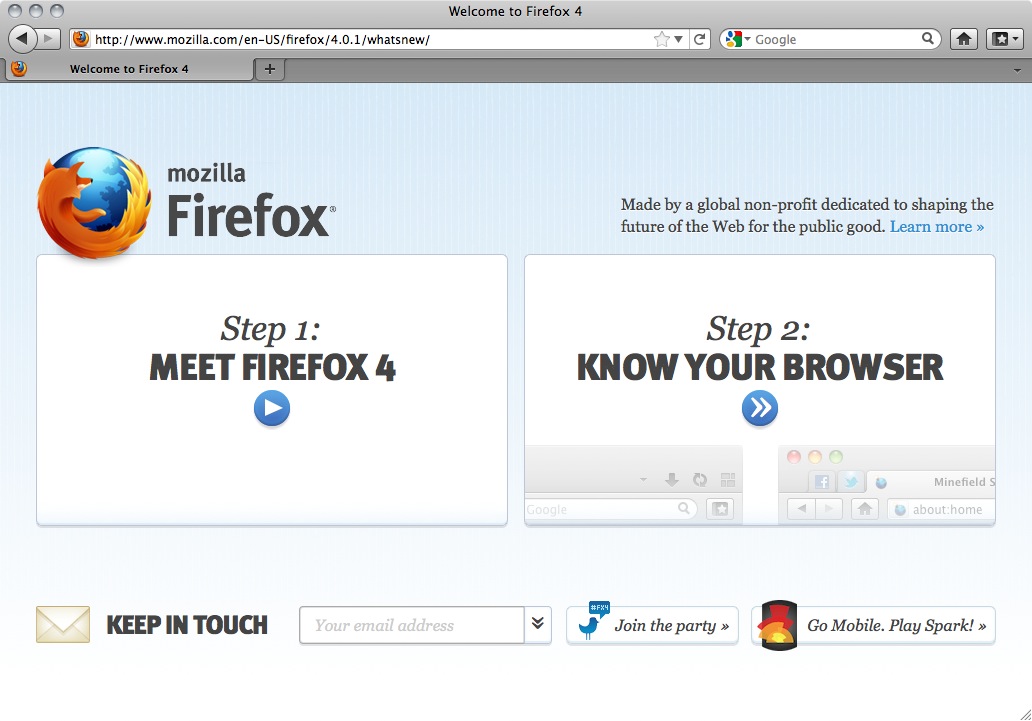 Welcome to Firefox 4
http://www.mozilla.com/en-US/firefox/4.0.1/whatsnew/
Google
Welcome to Firefox 4
mozilla
Firefox®
Made by a global non-profit dedicated to shaping the
future of the Web for the public good. Learn more »
Step 1:
MEET FIREFOX 4
Step 2:
KNOW YOUR BROWSER
Minefield S
Google
about:home
KEEP IN TOUCH
Your email address
#FX4
Join the party »
Go Mobile. Play Spark! »